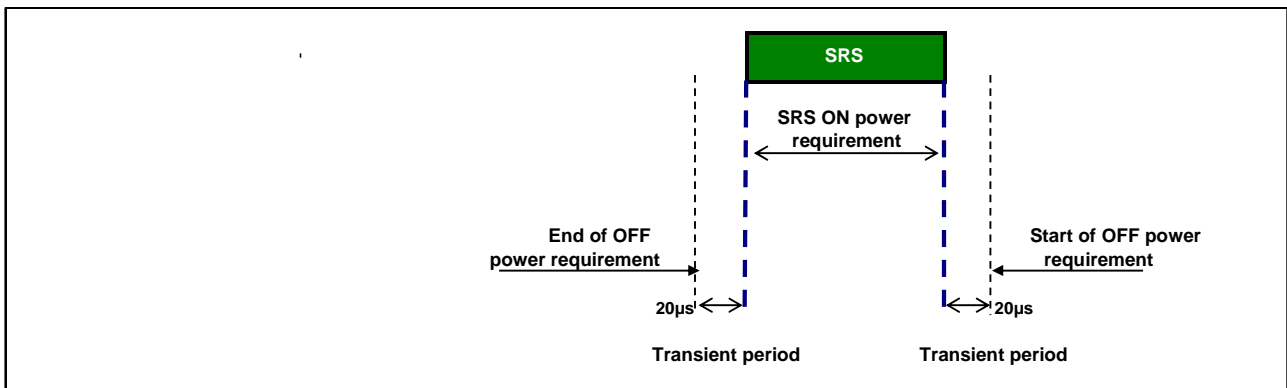 SRS
SRS ON power
requirement
End of OFF
power requirement
Start of OFF power
requirement
20µs
20µs
Transient period
Transient period